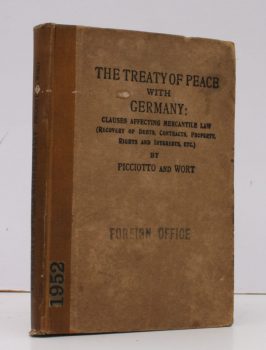 THE TREATY OF PEACE
WITH
GERMANY:
CLAUSES AFFECTING MERCANTILE LAW
(RECOVERY OF DEBTS, CONTRACTS, PROPERTY,
RIGHTS AND INTERESTS, ETC.)
BY
PICCIOTTO AND WORT
FOREIGN OFFICE
1952